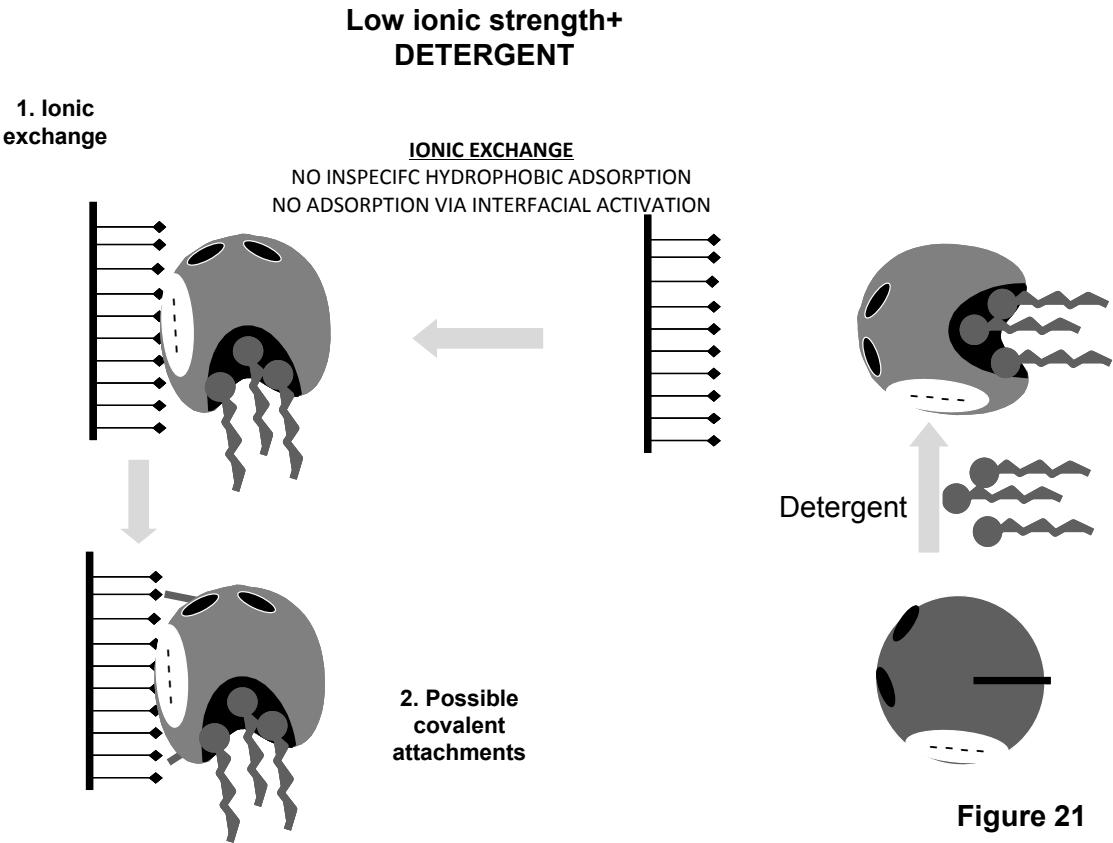 Low ionic strength+
DETERGENT
1. Ionic
exchange
IONIC EXCHANGE
NO INSPECIFC HYDROPHOBIC ADSORPTION
NO ADSORPTION VIA INTERFACIAL ACTIVATION
Detergent
2. Possible
covalent
attachments
Figure 21